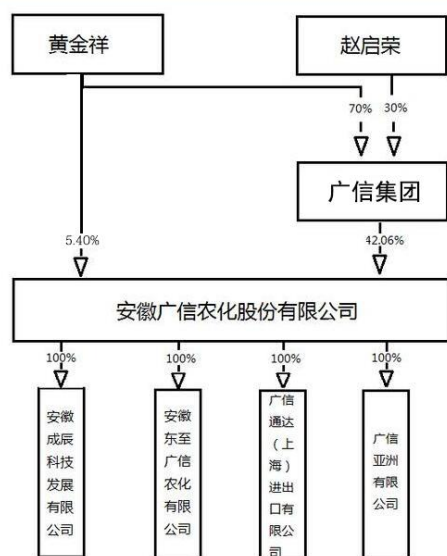 黄金祥
赵启荣
70%
30%
广信集团
5.40%
42.06%
安徽广信农化股份有限公司
100%
100%
100%
100%
安徽
成辰
科技
发展
有限
公司
安徽
东至
广信
农化
有限
公司
广信
通达
（上
海）
进出
口有
限公
司
广信
亚洲
有限
公司